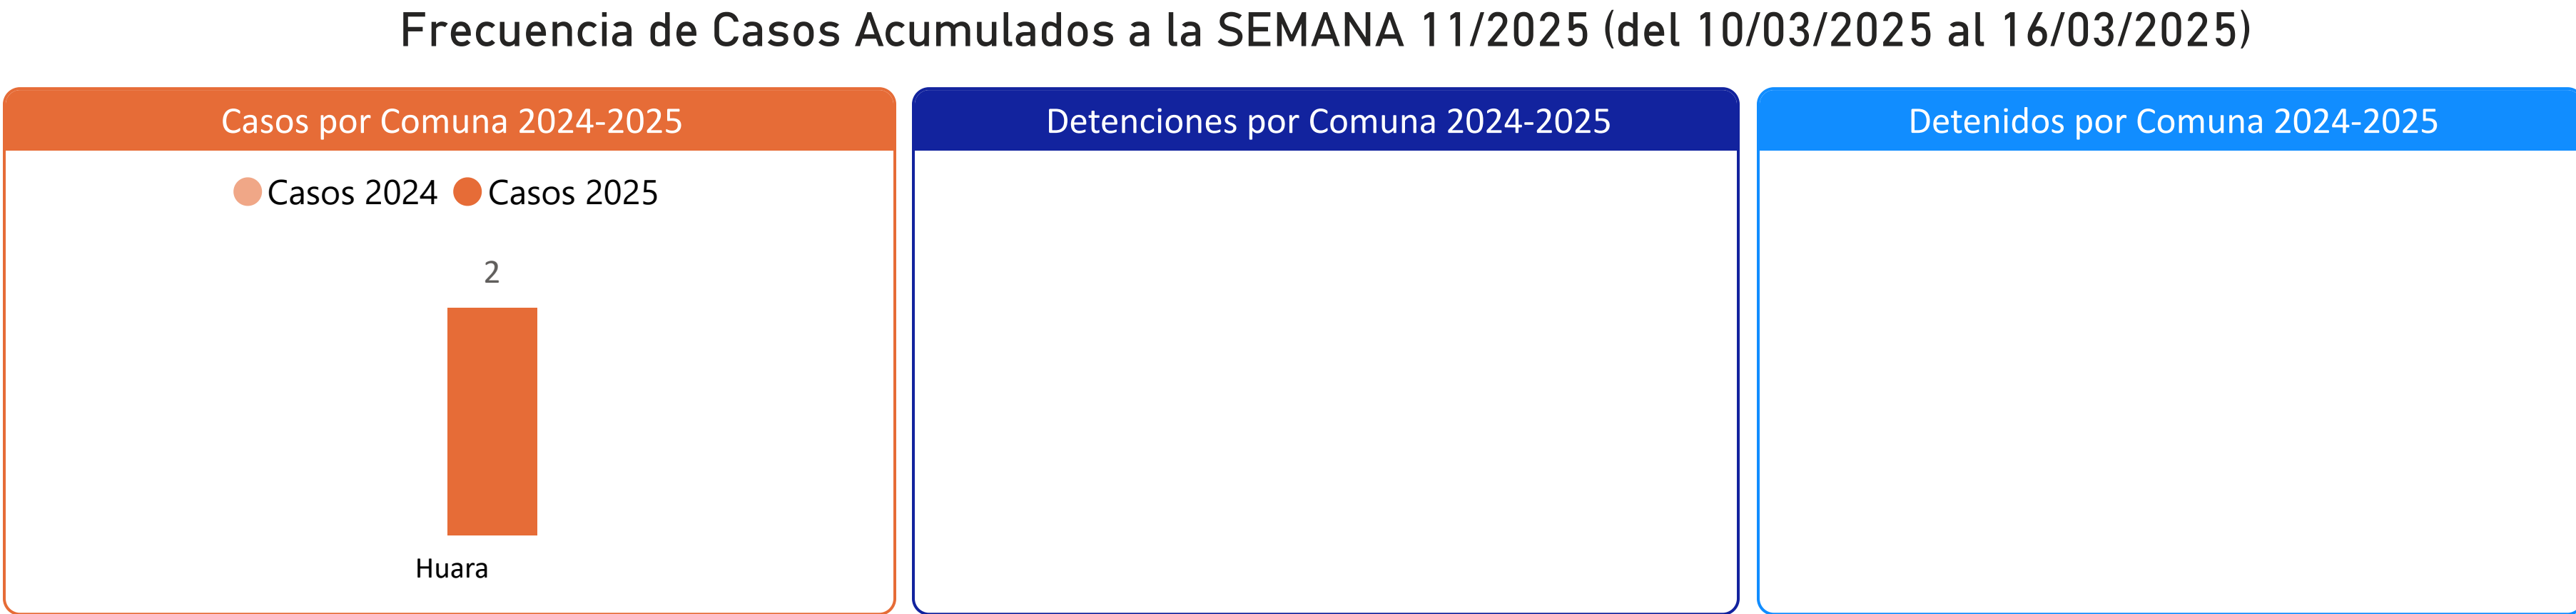 Frecuencia de Casos Acumulados a la SEMANA 11/2025 (del 10/03/2025 al 16/03/2025)
Casos por Comuna 2024-2025
Casos 2024 Casos 2025
2
Huara
Detenciones por Comuna 2024-2025
Detenidos por Comuna 2024-2025